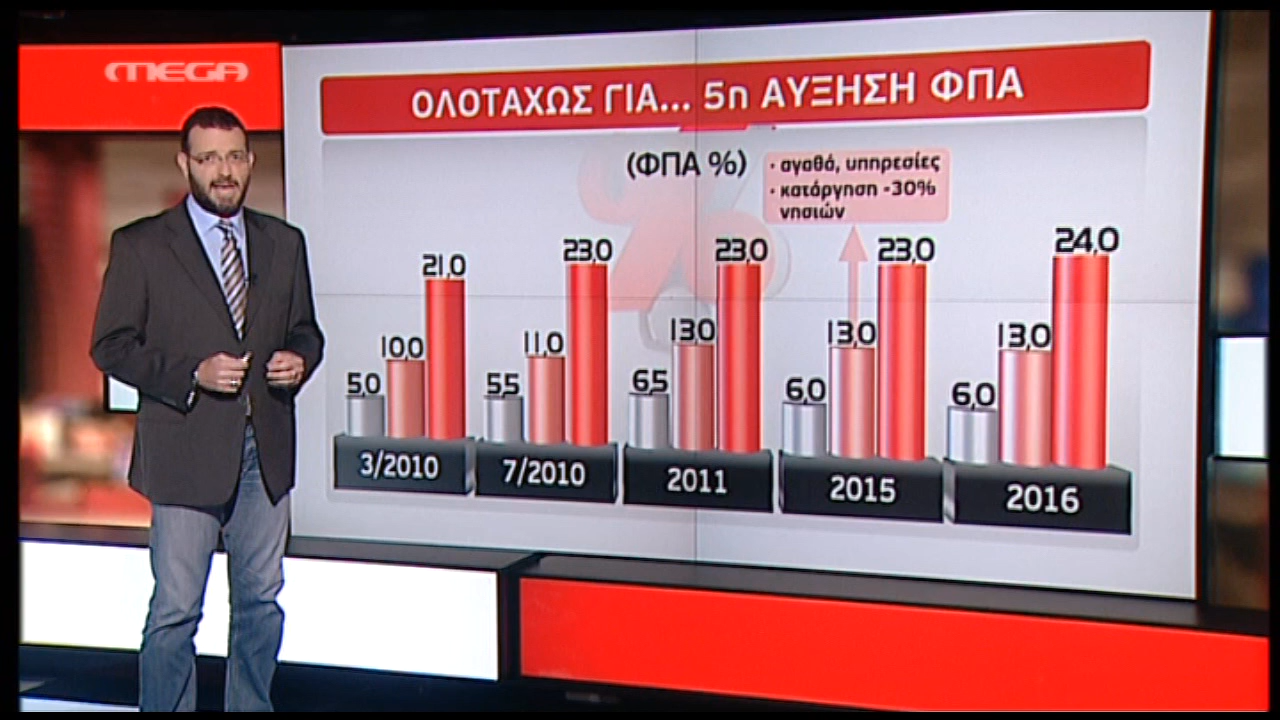 MEGA
ΟΛΟΤΑΧΩΣ ΓΙΑ... 5η ΑΥΞΗΣΗ ΦΠΑ
(ΦΠΑ %)
· αγαθά, υπηρεσίες
· κατάργηση -30%
νησιών
5,0 10,0 21,0
5,5 11,0 23,0
6,5 13,0 23,0
6,0 13,0 23,0
6,0 13,0 24,0
3/2010 7/2010 2011 2015 2016